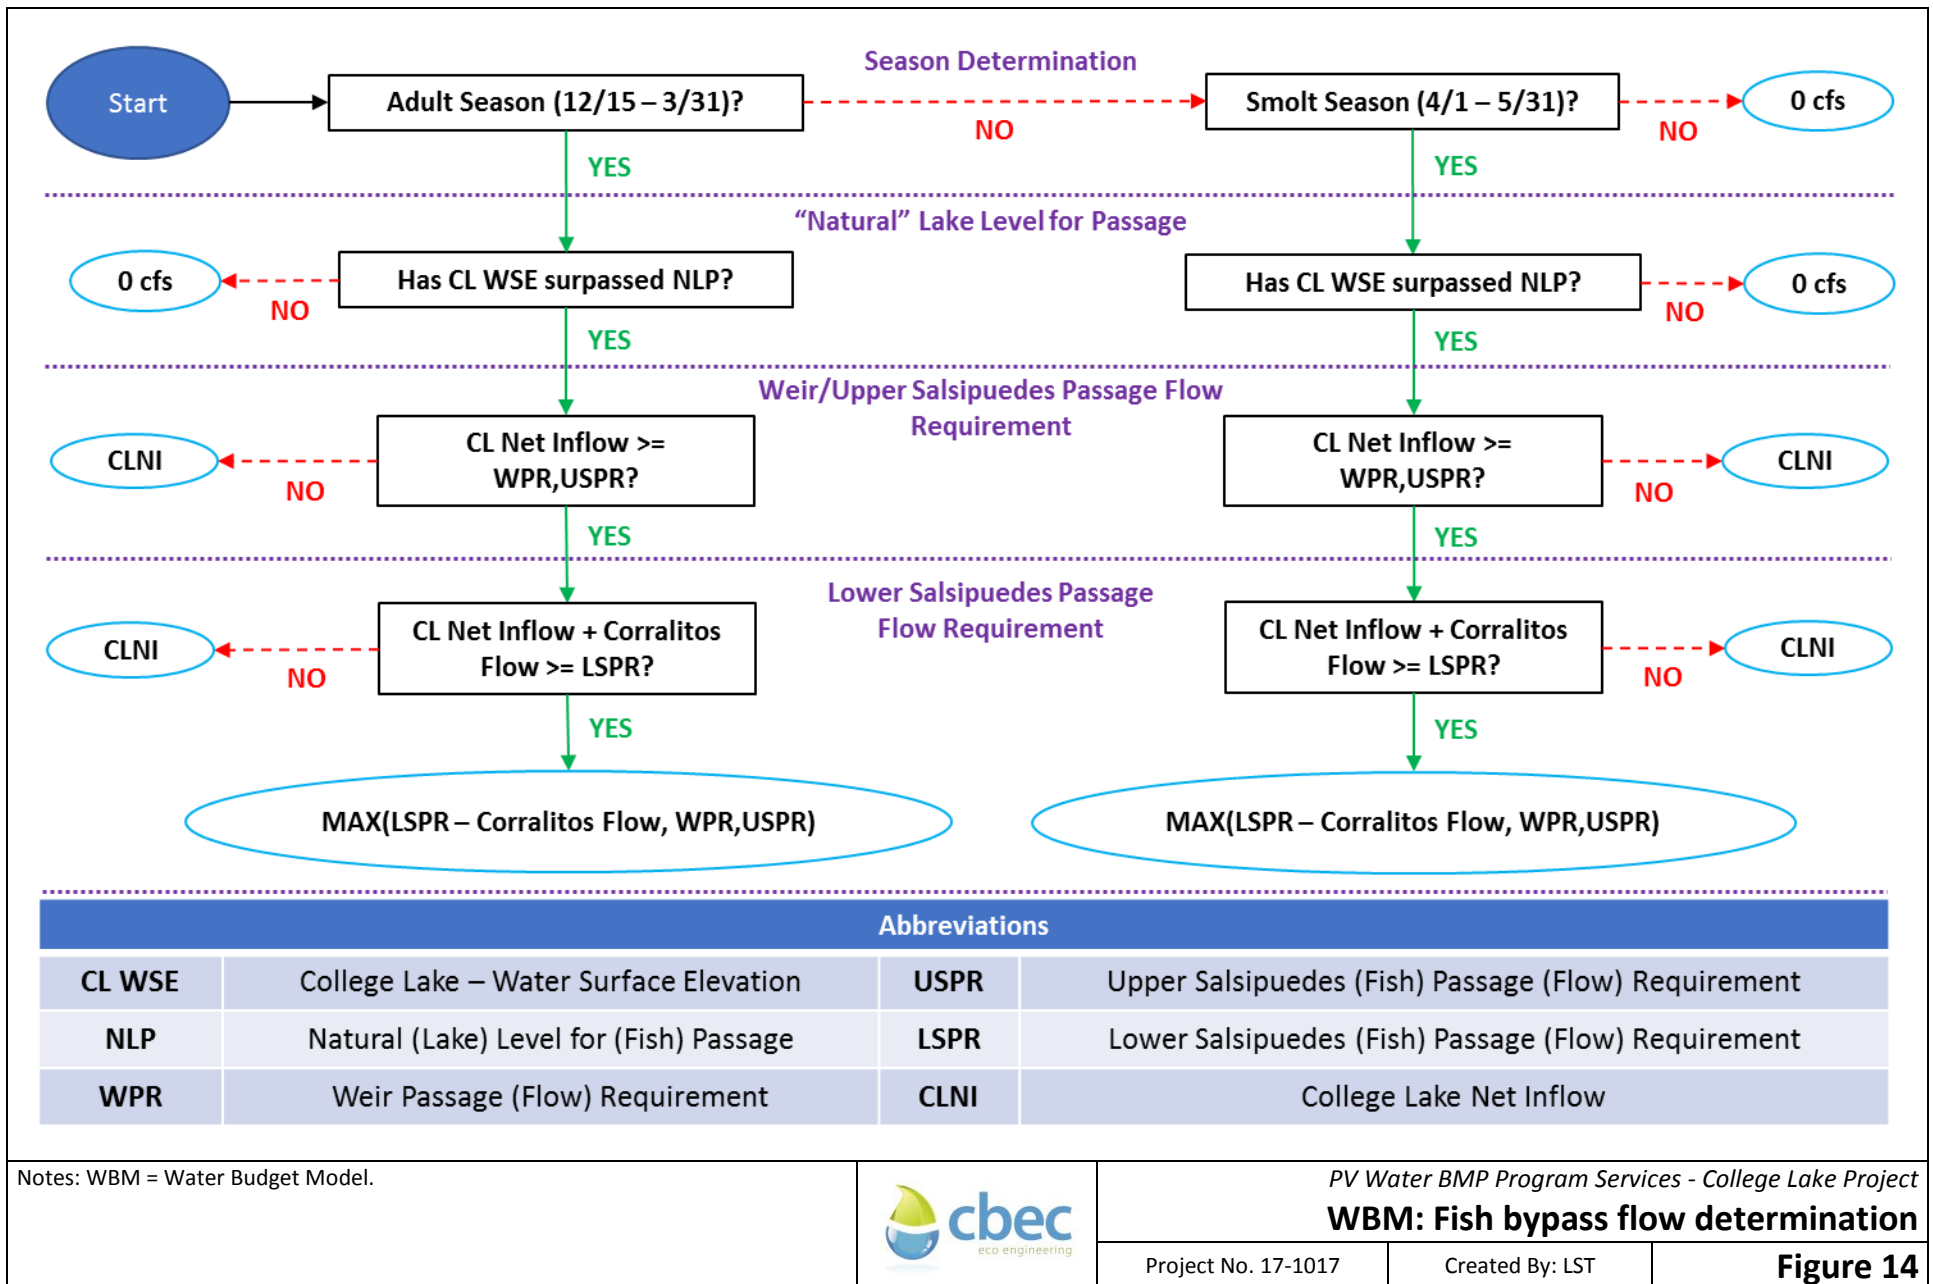 Season Determination
Start
Adult Season (12/15 – 3/31)?
NO
Smolt Season (4/1 – 5/31)?
NO
0 cfs
YES
YES
“Natural” Lake Level for Passage
0 cfs
NO
Has CL WSE surpassed NLP?
Has CL WSE surpassed NLP?
NO
0 cfs
YES
YES
Weir/Upper Salsipuedes Passage Flow
Requirement
CLNI
NO
CL Net Inflow >=
WPR,USPR?
CL Net Inflow >=
WPR,USPR?
NO
CLNI
YES
YES
Lower Salsipuedes Passage
Flow Requirement
CLNI
NO
CL Net Inflow + Corralitos
Flow >= LSPR?
CL Net Inflow + Corralitos
Flow >= LSPR?
NO
CLNI
YES
YES
MAX(LSPR – Corralitos Flow, WPR,USPR)
MAX(LSPR – Corralitos Flow, WPR,USPR)
Abbreviations
CL WSE College Lake – Water Surface Elevation USPR Upper Salsipuedes (Fish) Passage (Flow) Requirement
NLP Natural (Lake) Level for (Fish) Passage LSPR Lower Salsipuedes (Fish) Passage (Flow) Requirement
WPR Weir Passage (Flow) Requirement CLNI College Lake Net Inflow
Notes: WBM = Water Budget Model.
cbec
eco engineering
PV Water BMP Program Services - College Lake Project
WBM: Fish bypass flow determination
Project No. 17-1017 Created By: LST Figure 14